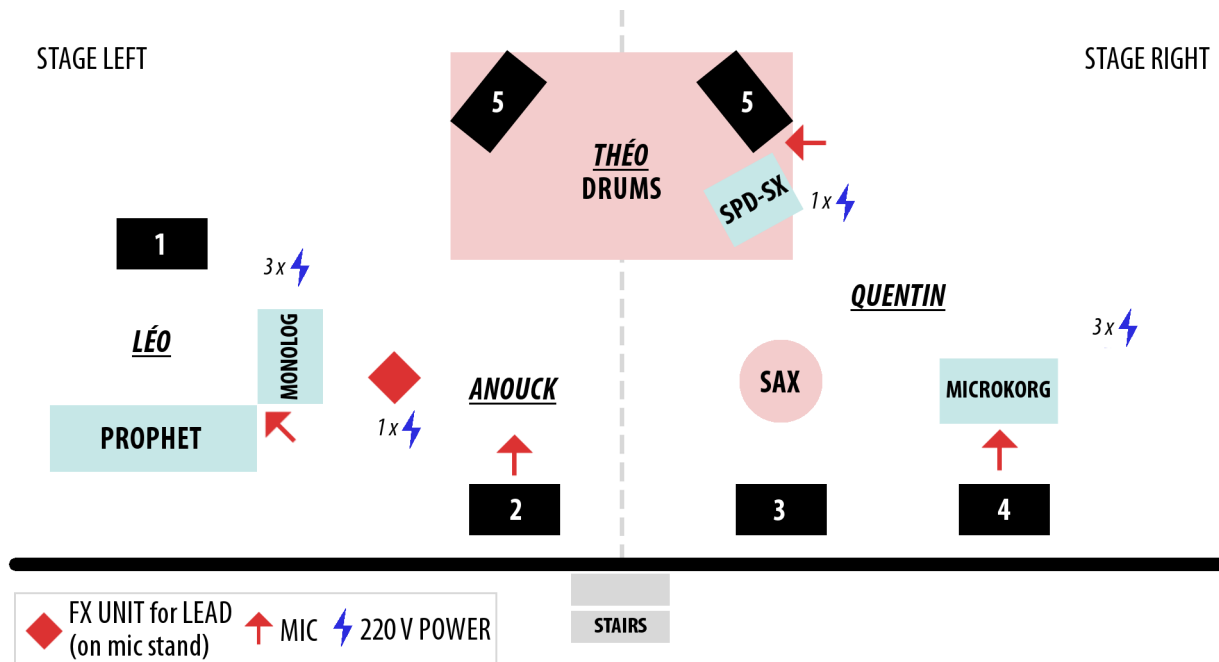 STAGE LEFT
STAGE RIGHT
5
5
THÉO
DRUMS
SPD-SX
1 x
1
3 x
QUENTIN
LÉO
MONOLOG
3 x
ANOUCK
SAX
MICROKORG
1 x
PROPHET
2
3
4
STAIRS
FX UNIT for LEAD
(on mic stand)
MIC
220 V POWER